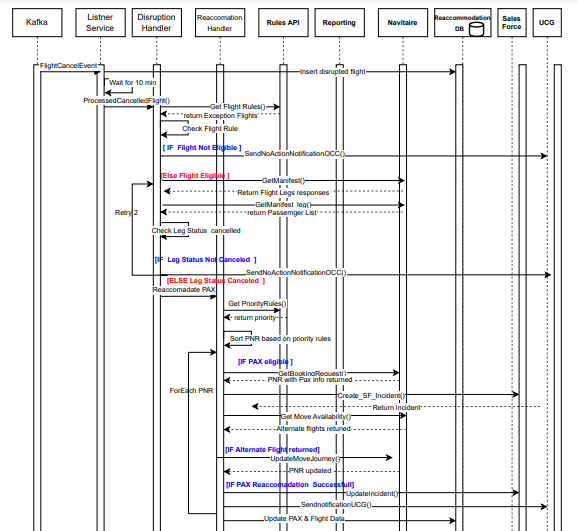 Kafka
Listner
Service
Disruption
Handler
Reaccomation
Handler
Rules API
Reporting
Navitaire
Reaccommodation
DB
Sales
Force
UCG
FlightCancelEvent
Insert disrupted flight
Wait for 10 min
ProcessedCancelledFlight()
Get Flight Rules()
return Exception Flights
Check Flight Rule
[ IF Flight Not Eligible ]
SendNoActionNotificationOCC()
[Else Flight Eligible ]
GetManifest()
Return Flight Legs responses
GetManifest_leg()
Retry 2
return Passenger List
Check Leg Status cancelled
[IF Leg Status Not Canceled ]
SendNoActionNotificationOCC()
[ELSE Leg Status Canceled ]
Reaccomadate PAX
Get PriorityRules()
return priority
Sort PNR based on priority rules
[IF PAX eligible ]
GetBookingRequest()
PNR with Pax info returned
ForEach PNR
Create_SF_Incident()
Return Incident
Get Move Availability()
Alternate flights retuned
[IF Alternate Flight returned]
UpdateMoveJourney()
PNR updated
[IF PAX Reaccomadation Successfull]
UpdateIncident()
SendnotificationUCG()
Update PAX & Flight Data